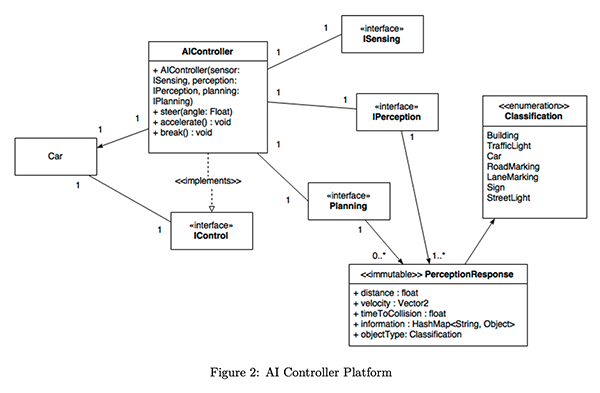 «interface»
ISensing
AIController
+ AIController(sensor:
ISensing, perception:
IPerception, planning:
IPlanning)
+ steer(angle: Float)
+ accelerate() : void
+ break() : void
1
1
1
1
«interface»
IPerception
<<enumeration>>
Classification
Building
TrafficLight
Car
RoadMarking
LaneMarking
Sign
StreetLight
1
1
Car
1
1
<<implements>>
1
«interface»
Planning
1
1
1
«interface»
IControl
0..*
1..*
<<immutable>> PerceptionResponse
+ distance : float
+ velocity : Vector2
+ timeToCollision : float
+ information : HashMap<String, Object>
+ objectType: Classification
Figure 2: AI Controller Platform